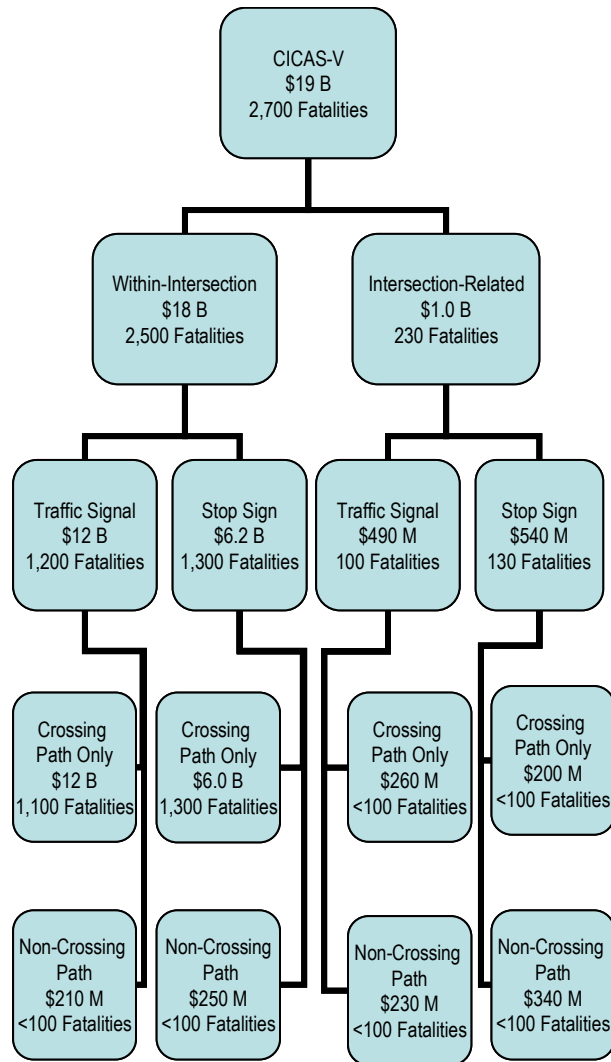 CICAS-V
$19 B
2,700 Fatalities
Within-Intersection
$18 B
2,500 Fatalities
Intersection-Related
$1.0 B
230 Fatalities
Traffic Signal
$12 B
1,200 Fatalities
Stop Sign
$6.2 B
1,300 Fatalities
Traffic Signal
$490 M
100 Fatalities
Stop Sign
$540 M
130 Fatalities
Crossing
Path Only
$12 B
1,100 Fatalities
Crossing
Path Only
$6.0 B
1,300 Fatalities
Crossing
Path Only
$260 M
<100 Fatalities
Crossing
Path Only
$200 M
<100 Fatalities
Non-Crossing
Path
$210 M
<100 Fatalities
Non-Crossing
Path
$250 M
<100 Fatalities
Non-Crossing
Path
$230 M
<100 Fatalities
Non-Crossing
Path
$340 M
<100 Fatalities